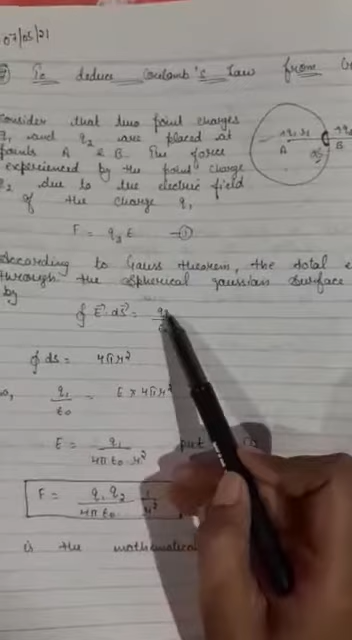 07/05/21
To deduce Coulomb's Law from
Consider that two point charges
q₁ and q₂ are placed at
points A & B. The force
experienced by the point charge
q₂ due to the electric field
of the charge q₁
F = q₂ E —①
A B ds
According to Gauss theorem, the total
through the spherical gaussian surface
by
∮ E⃗·ds⃗ =
∮ ds = 4πr²
q₁/ε₀ = E × 4πr²
E = q₁/4πε₀ r² put
F = q₁ q₂/4πε₀ 1/r²
is the mathematical